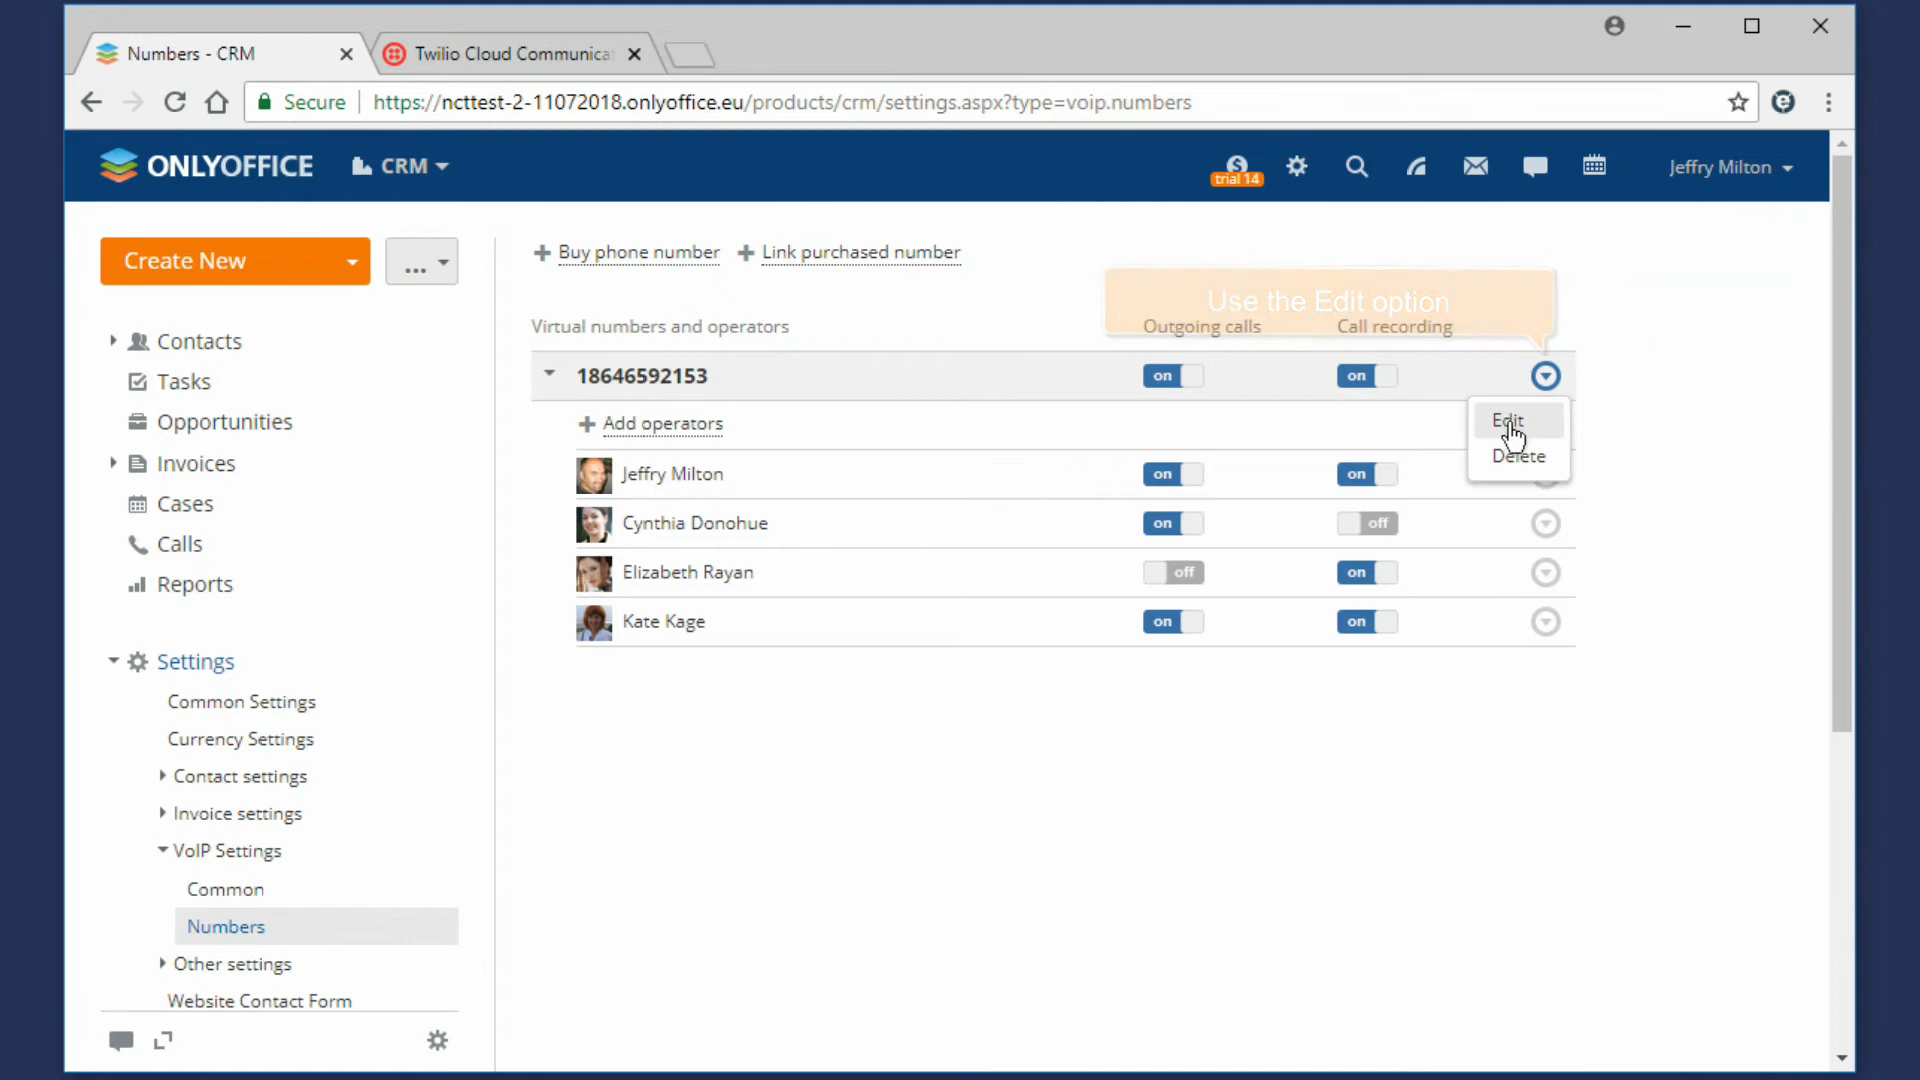 Numbers - CRM
Twilio Cloud Communica
Secure
https://ncttest-2-11072018.onlyoffice.eu/products/crm/settings.aspx?type=voip.numbers
ONLYOFFICE
CRM
trial 14
Jeffry Milton
Create New
...
Buy phone number
Link purchased number
Use the Edit option
Virtual numbers and operators
Outgoing calls
Call recording
18646592153
on
on
Edit
Delete
Add operators
Jeffry Milton
on
on
Cynthia Donohue
on
off
Elizabeth Rayan
off
on
Kate Kage
on
on
Contacts
Tasks
Opportunities
Invoices
Cases
Calls
Reports
Settings
Common Settings
Currency Settings
Contact settings
Invoice settings
VoIP Settings
Common
Numbers
Other settings
Website Contact Form